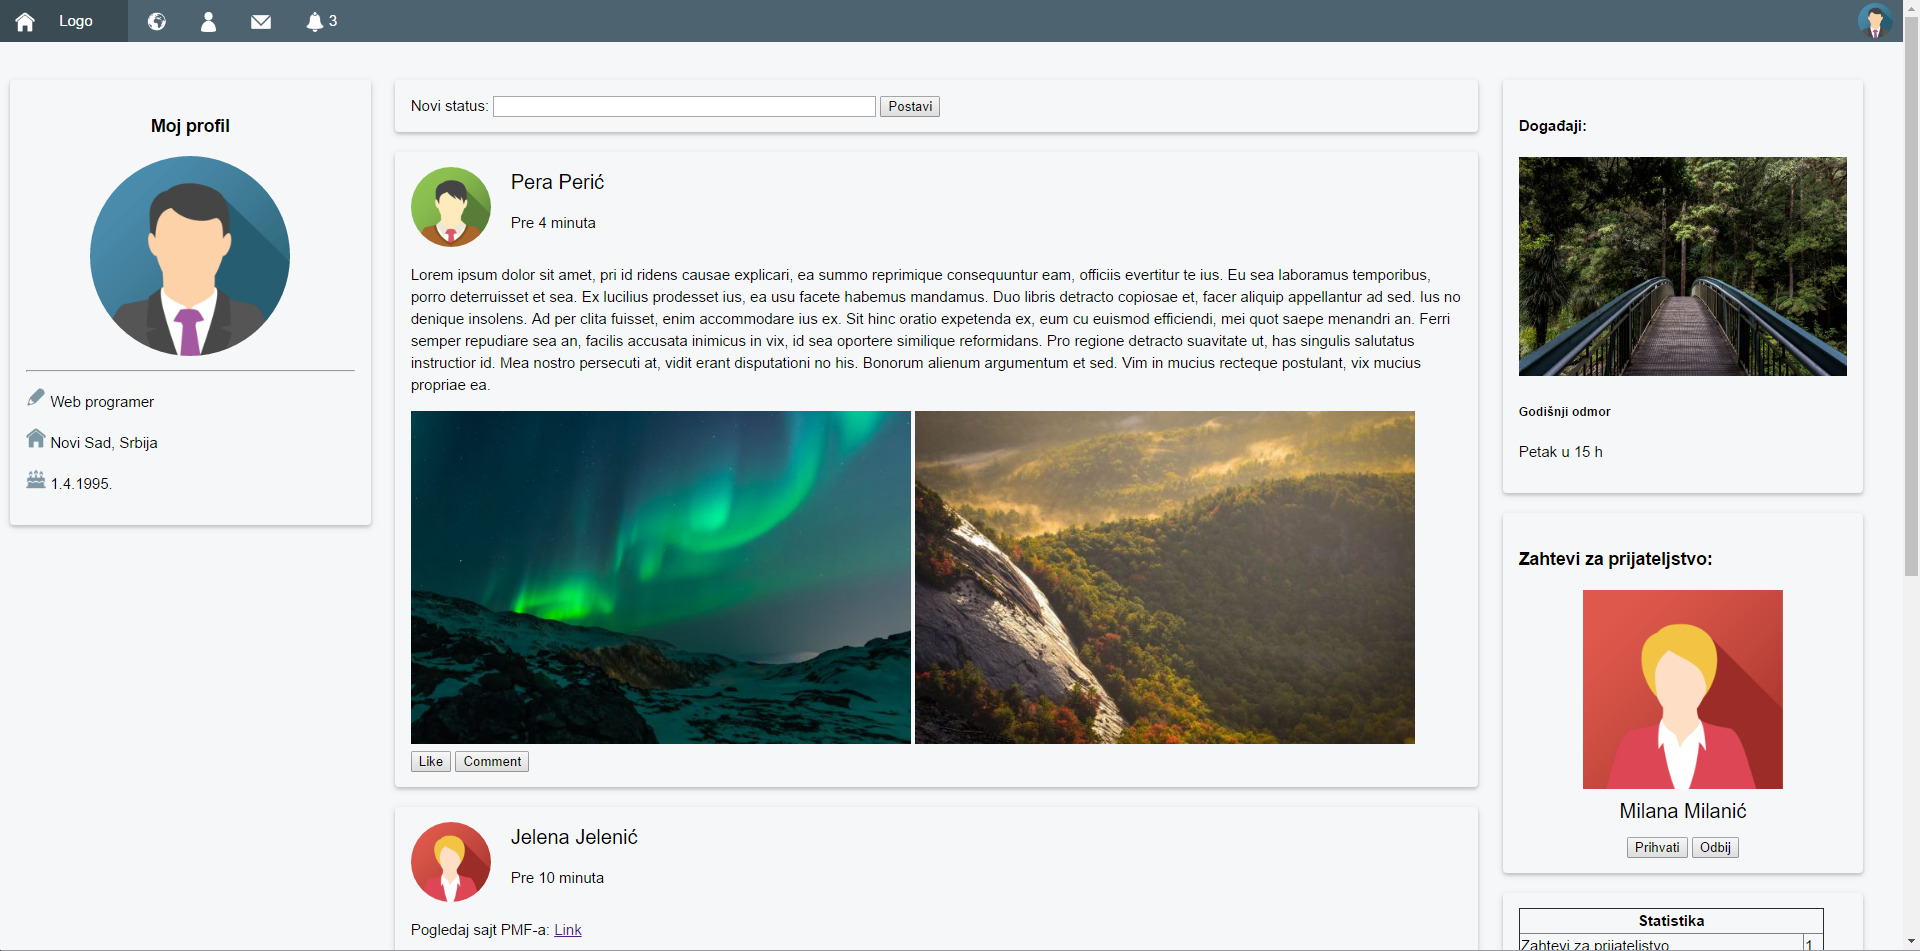 Logo
3
Moj profil
Web programer
Novi Sad, Srbija
1.4.1995.
Novi status:
Postavi
Pera Perić
Pre 4 minuta
Lorem ipsum dolor sit amet, pri id ridens causae explicari, ea summo reprimique consequuntur eam, officiis evertitur te ius. Eu sea laboramus temporibus,
porro deterruisset et sea. Ex lucilius prodesset ius, ea usu facete habemus mandamus. Duo libris detracto copiosae et, facer aliquip appellantur ad sed. Ius no
denique insolens. Ad per clita fuisset, enim accommodare ius ex. Sit hinc oratio expetenda ex, eum cu euismod efficiendi, mei quot saepe menandri an. Ferri
semper repudiare sea an, facilis accusata inimicus in vix, id sea oportere similique reformidans. Pro regione detracto suavitate ut, has singulis salutatus
instructior id. Mea nostro persecuti at, vidit erant disputationi no his. Bonorum alienum argumentum et sed. Vim in mucius recteque postulant, vix mucius
propriae ea.
Like
Comment
Jelena Jelenić
Pre 10 minuta
Pogledaj sajt PMF-a: Link
Događaji:
Godišnji odmor
Petak u 15 h
Zahtevi za prijateljstvo:
Milana Milanić
Prihvati
Odbij
Statistika
Zahtevi za prijateljstvo 1